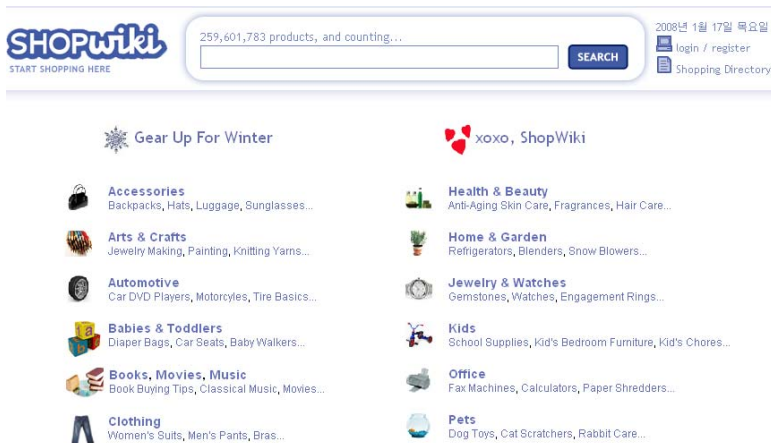 SHOPwiki
START SHOPPING HERE
259,601,783 products, and counting...
SEARCH
2008년 1월 17일 목요일
login / register
Shopping Directory
Gear Up For Winter
Accessories
Backpacks, Hats, Luggage, Sunglasses...
Arts & Crafts
Jewelry Making, Painting, Knitting Yarns...
Automotive
Car DVD Players, Motorcyles, Tire Basics...
Babies & Toddlers
Diaper Bags, Car Seats, Baby Walkers...
Books, Movies, Music
Book Buying Tips, Classical Music, Movies...
Clothing
Women's Suits, Men's Pants, Bras...
xoxo, ShopWiki
Health & Beauty
Anti-Aging Skin Care, Fragrances, Hair Care...
Home & Garden
Refrigerators, Blenders, Snow Blowers...
Jewelry & Watches
Gemstones, Watches, Engagement Rings...
Kids
School Supplies, Kid's Bedroom Furniture, Kid's Chores...
Office
Fax Machines, Calculators, Paper Shredders...
Pets
Dog Toys, Cat Scratchers, Rabbit Care...